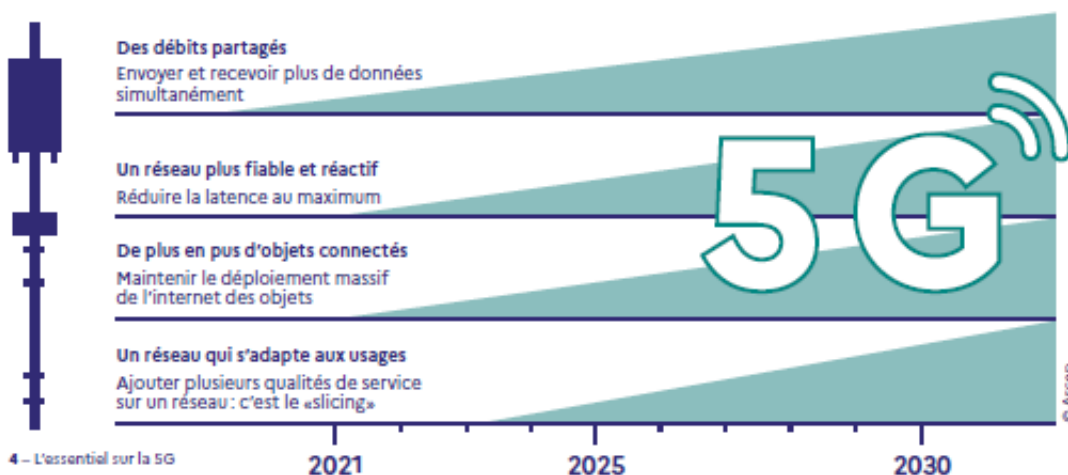 Des débits partagés
Envoyer et recevoir plus de données
simultanément
Un réseau plus fiable et réactif
Réduire la latence au maximum
De plus en pus d'objets connectés
Maintenir le déploiement massif
de l'internet des objets
Un réseau qui s'adapte aux usages
Ajouter plusieurs qualités de service
sur un réseau : c'est le «slicing»
5G
© Arcep
4 – L'essentiel sur la 5G
2021
2025
2030